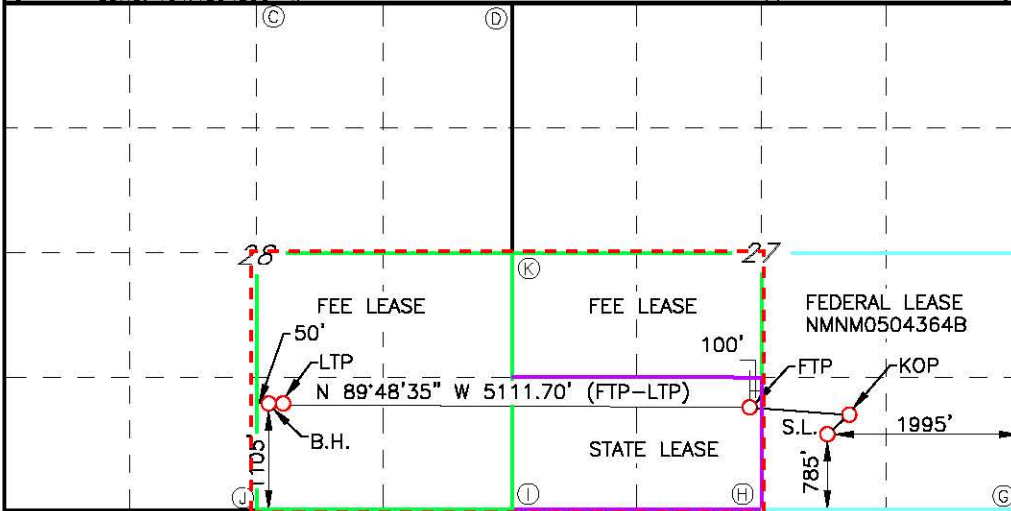 C
D
28
27
K
FEE LEASE
FEE LEASE
FEDERAL LEASE
NMNM0504364B
50'
100'
LTP
FTP
KOP
N 89°48'35" W 5111.70' (FTP-LTP)
S.L.
1995'
B.H.
1105'
STATE LEASE
785'
J
I
H
G